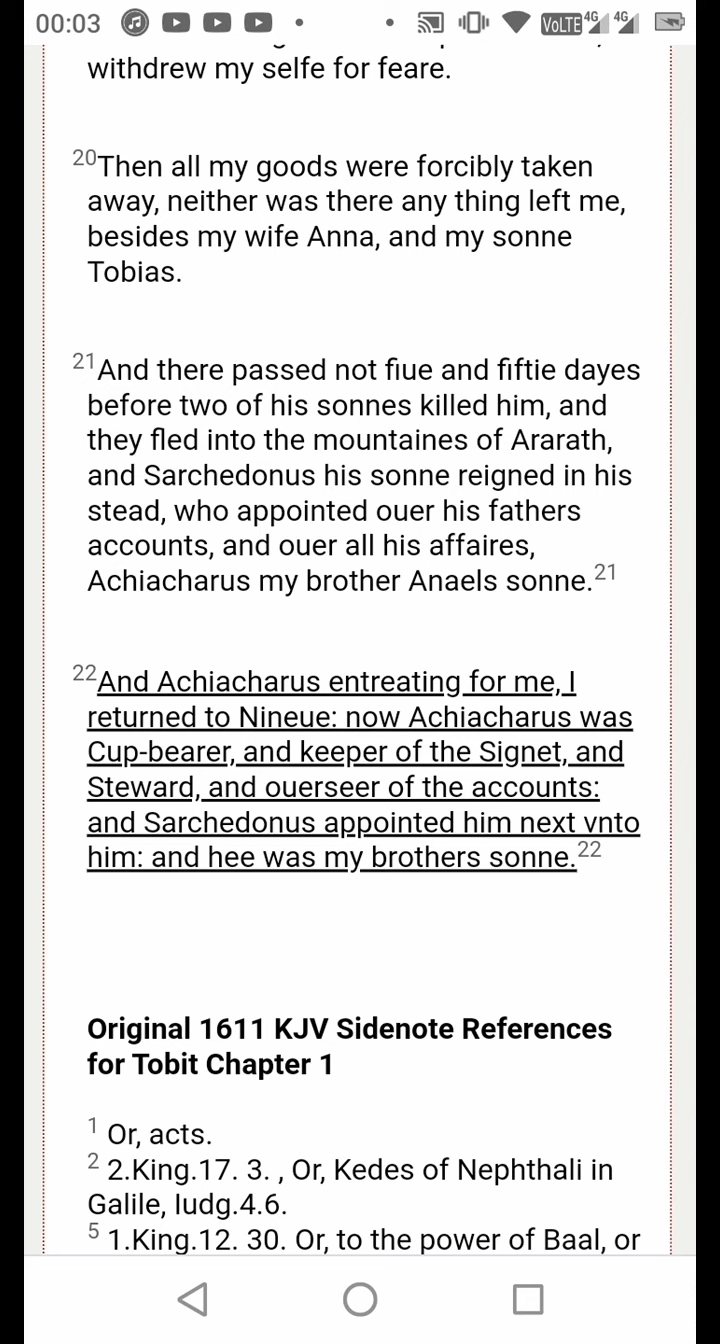 00:03 VoLTE 4G 4G
withdrew my selfe for feare.
20Then all my goods were forcibly taken
away, neither was there any thing left me,
besides my wife Anna, and my sonne
Tobias.
21And there passed not fiue and fiftie dayes
before two of his sonnes killed him, and
they fled into the mountaines of Ararath,
and Sarchedonus his sonne reigned in his
stead, who appointed ouer his fathers
accounts, and ouer all his affaires,
Achiacharus my brother Anaels sonne.21
22And Achiacharus entreating for me, I
returned to Nineue: now Achiacharus was
Cup-bearer, and keeper of the Signet, and
Steward, and ouerseer of the accounts:
and Sarchedonus appointed him next vnto
him: and hee was my brothers sonne.22
Original 1611 KJV Sidenote References
for Tobit Chapter 1
1 Or, acts.
2 2.King.17. 3. , Or, Kedes of Nephthali in
Galile, Iudg.4.6.
5 1.King.12. 30. Or, to the power of Baal, or